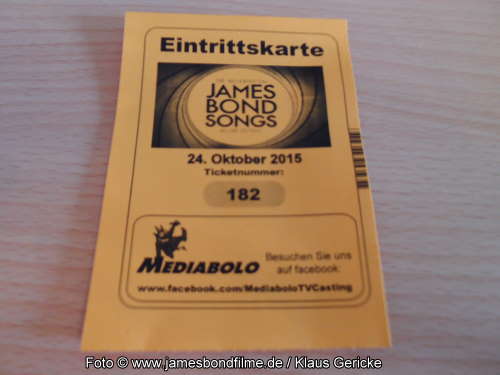 Eintrittskarte
JAMES
BOND
SONGS
24. Oktober 2015
Ticketnummer:
182
MEDIABOLO
Besuchen Sie uns
auf facebook:
www.facebook.com/MediaboloTVCasting
Foto © www.jamesbondfilme.de / Klaus Gericke